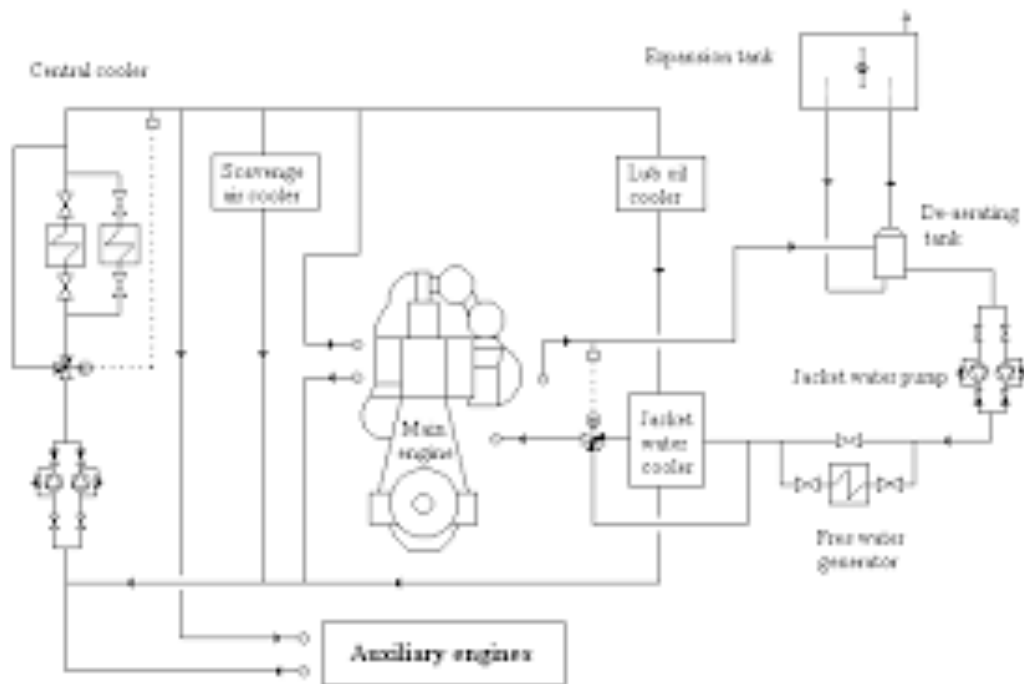 Central cooler
Expansion tank
Scavenge
air cooler
Lub oil
cooler
De-aerating
tank
Jacket water pump
Main
engine
Jacket
water
cooler
Fres water
generator
Auxiliary engines